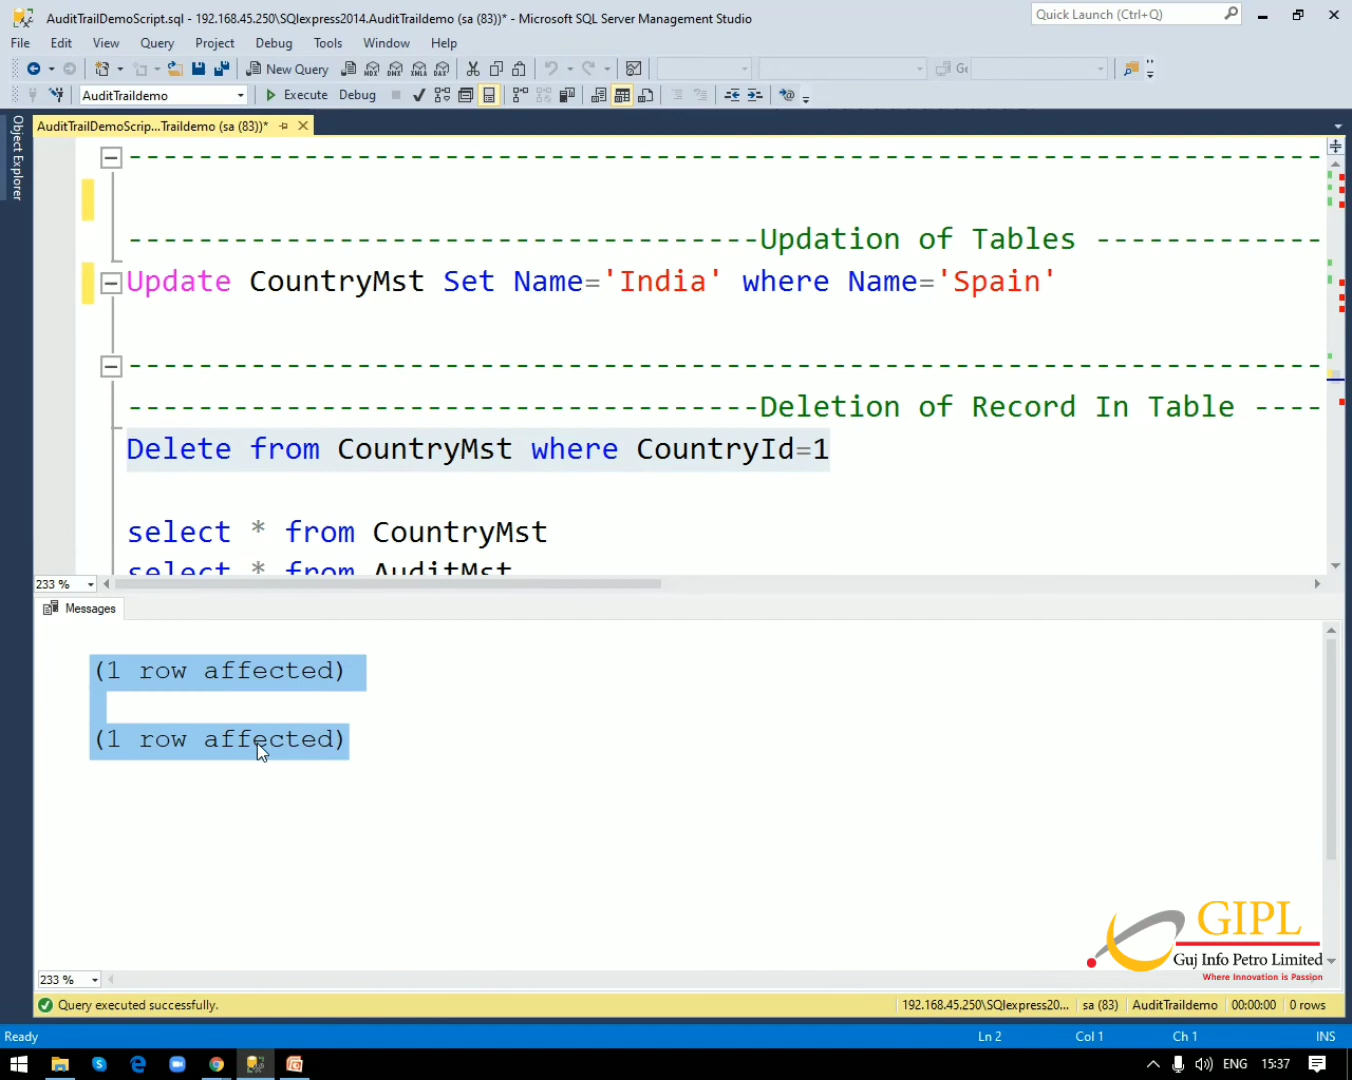 AuditTrailDemoScript.sql - 192.168.45.250\SQlexpress2014.AuditTraildemo (sa (83))* - Microsoft SQL Server Management Studio
Quick Launch (Ctrl+Q)
File Edit View Query Project Debug Tools Window Help
New Query
AuditTraildemo
Execute Debug
AuditTrailDemoScrip...Traildemo (sa (83))*
Object Explorer
-----------------------------------Updation of Tables -------------
Update CountryMst Set Name='India' where Name='Spain'
-----------------------------------Deletion of Record In Table ----
Delete from CountryMst where CountryId=1
select * from CountryMst
select * from AuditMst
233 %
Messages
(1 row affected)
(1 row affected)
GIPL
Guj Info Petro Limited
Where Innovation is Passion
233 %
Query executed successfully.
192.168.45.250\SQlexpress20... sa (83) AuditTraildemo 00:00:00 0 rows
Ready Ln 2 Col 1 Ch 1 INS
ENG 15:37